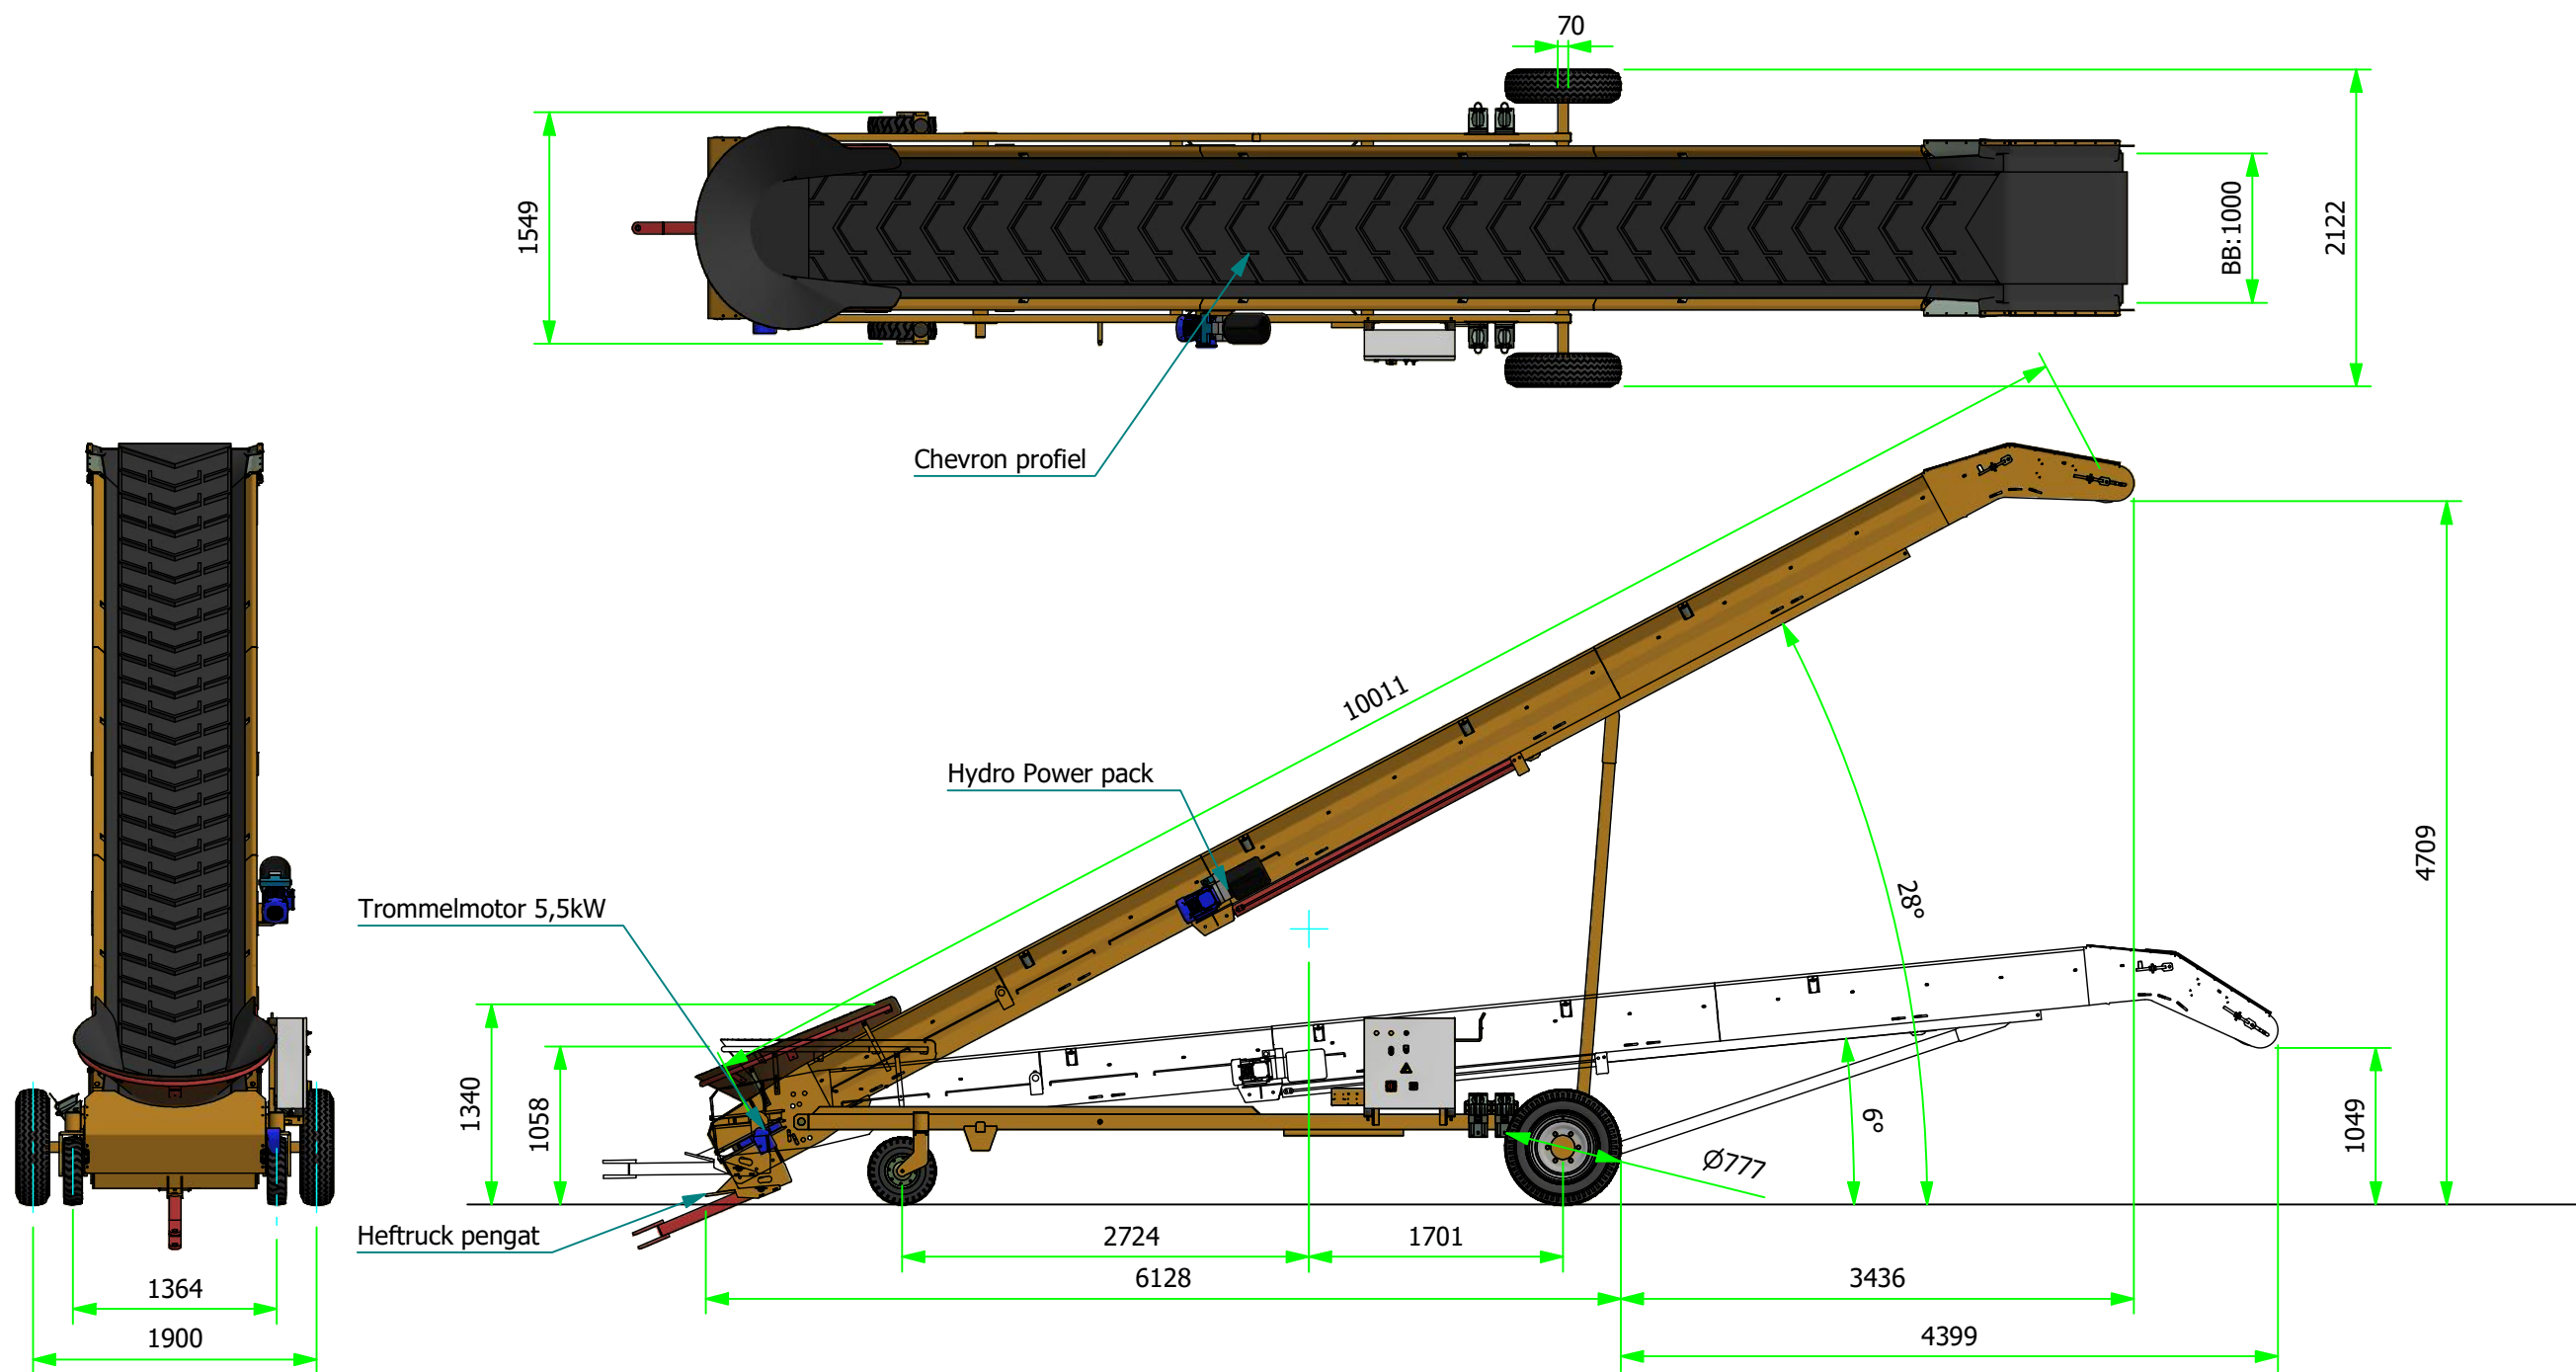 70
1549
BB:1000
2122
Chevron profiel
10011
Hydro Power pack
4709
28°
Trommelmotor 5,5kW
1340
1058
6°
1049
Ø777
Heftruck pengat
2724
1701
6128
3436
1364
1900
4399